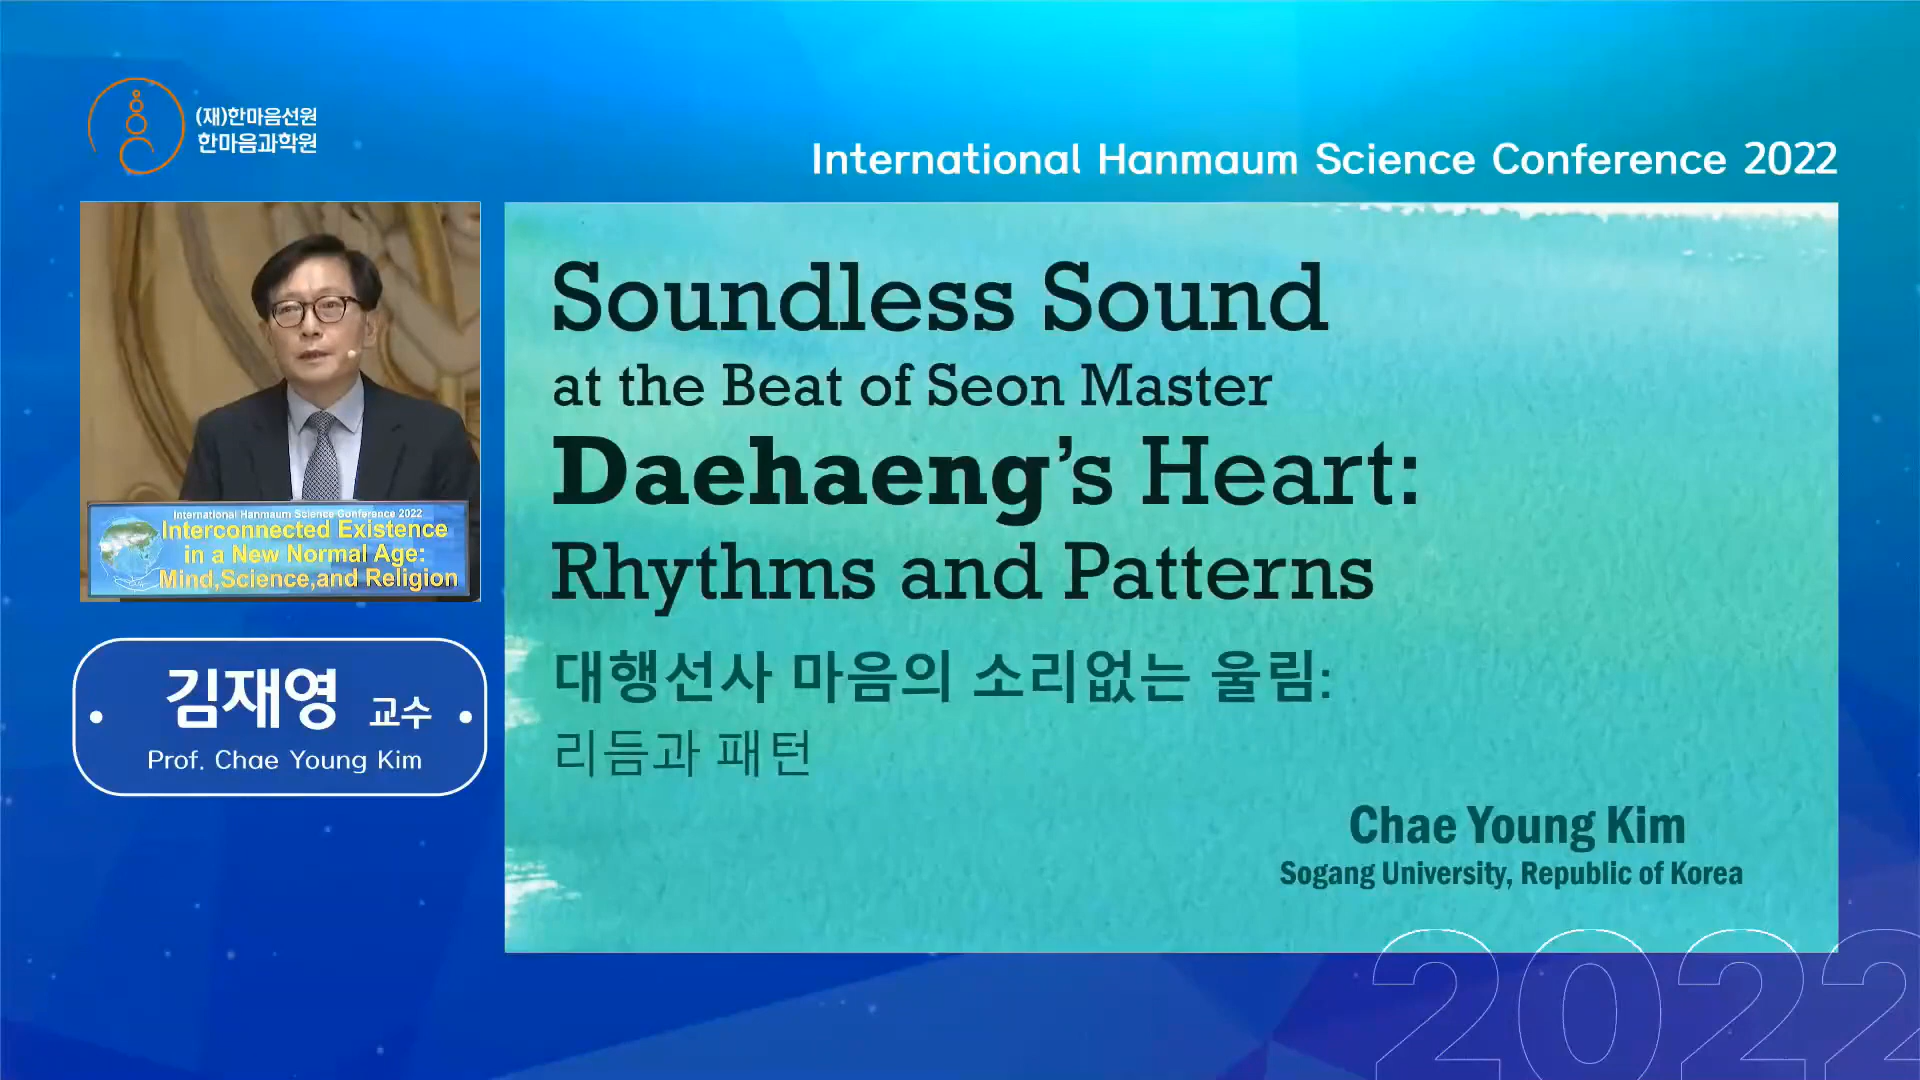 (재)한마음선원
한마음과학원
International Hanmaum Science Conference 2022
International Hanmaum Science Conference 2022
Interconnected Existence
in a New Normal Age:
Mind,Science,and Religion
김재영 교수
Prof. Chae Young Kim
Soundless Sound
at the Beat of Seon Master
Daehaeng's Heart:
Rhythms and Patterns
대행선사 마음의 소리없는 울림:
리듬과 패턴
Chae Young Kim
Sogang University, Republic of Korea
2022